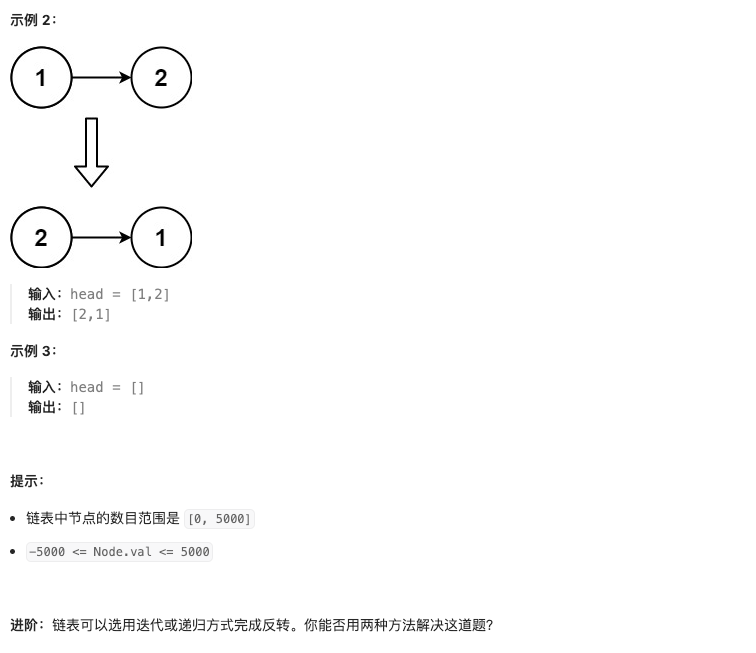 示例 2：
1
2
2
1
输入：head = [1,2]
输出：[2,1]
示例 3：
输入：head = []
输出：[]
提示：
链表中节点的数目范围是 [0, 5000]
-5000 <= Node.val <= 5000
进阶：链表可以选用迭代或递归方式完成反转。你能否用两种方法解决这道题？